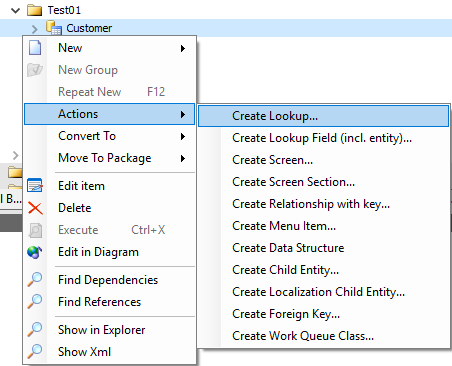 Test01
Customer
New
New Group
Repeat New F12
Actions
Convert To
Move To Package
Edit item
Delete
Execute Ctrl+X
Edit in Diagram
Find Dependencies
Find References
Show in Explorer
Show Xml
l B...
Create Lookup...
Create Lookup Field (incl. entity)...
Create Screen...
Create Screen Section...
Create Relationship with key...
Create Menu Item...
Create Data Structure
Create Child Entity...
Create Localization Child Entity...
Create Foreign Key...
Create Work Queue Class...